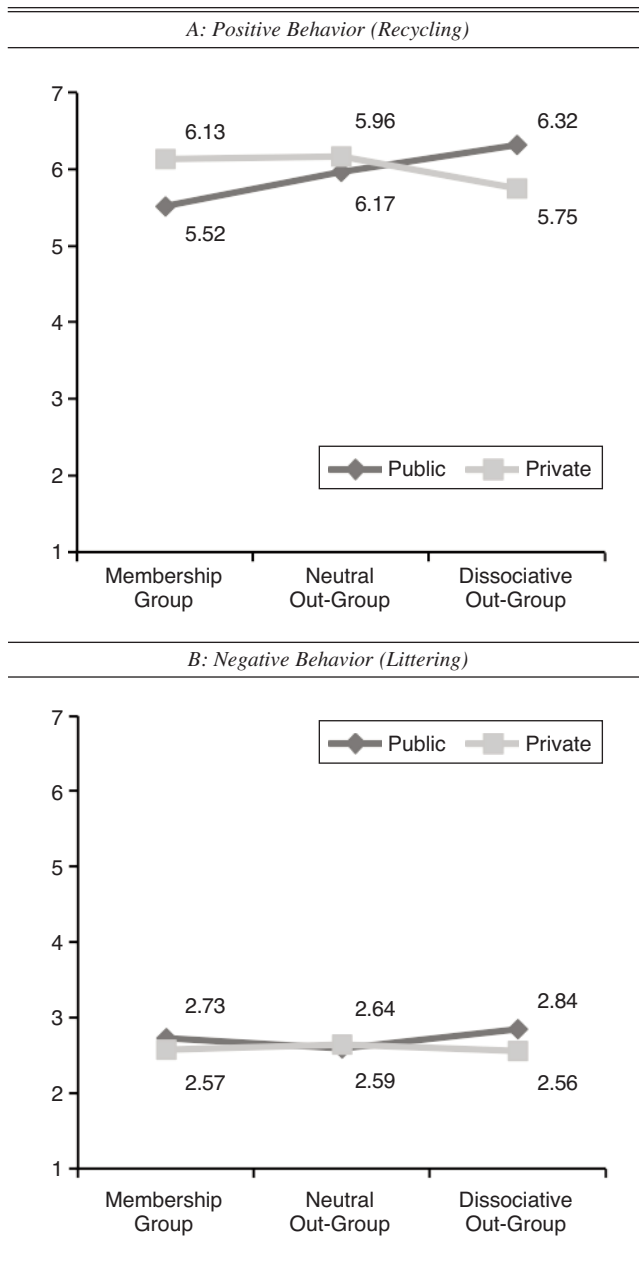 A: Positive Behavior (Recycling)
7
6.13
5.96
6.32
6
6.17
5.52
5.75
5
4
3
2
Public
Private
1
Membership
Group
Neutral
Out-Group
Dissociative
Out-Group
B: Negative Behavior (Littering)
7
Public
Private
6
5
4
3
2.73
2.64
2.84
2.57
2.59
2.56
2
1
Membership
Group
Neutral
Out-Group
Dissociative
Out-Group